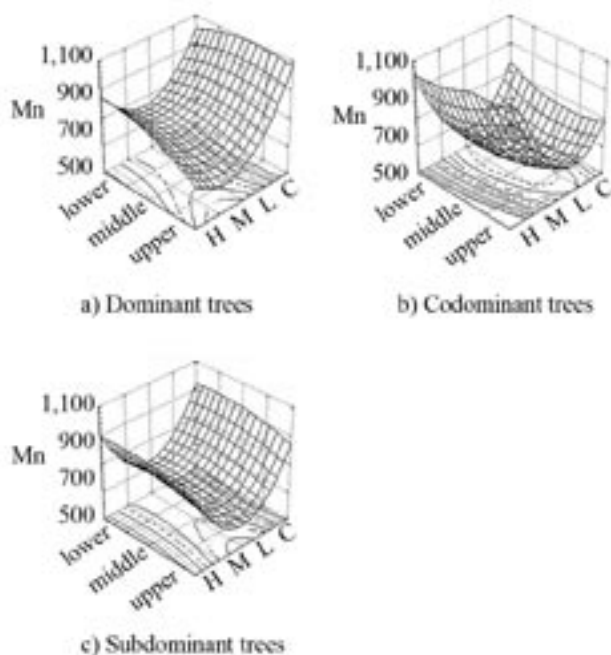 1,100
900
Mn
700
500
lower
middle
upper
H M L C
a) Dominant trees
1,100
900
Mn
700
500
lower
middle
upper
H M L C
b) Codominant trees
1,100
900
Mn
700
500
lower
middle
upper
H M L C
c) Subdominant trees